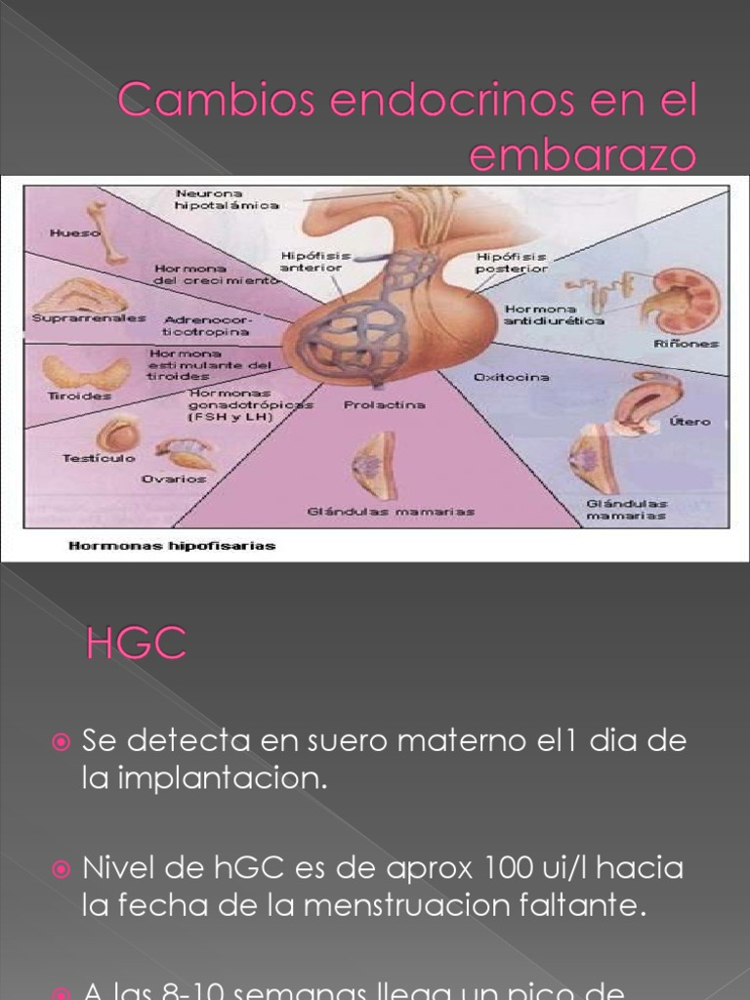 Cambios endocrinos en el
embarazo
Neurona
hipotalámica
Hueso
Hipófisis
anterior
Hipófisis
posterior
Hormona
del crecimiento
Hormona
antidiurética
Suprarrenales
Adrenocor-
ticotropina
Riñones
Hormona
estimulante del
tiroides
Oxitocina
Tiroides
Hormonas
gonadotrópicas
(FSH y LH)
Prolactina
Útero
Testículo
Ovarios
Glándulas mamarias
Glándulas
mamarias
Hormonas hipofisarias
HGC
Se detecta en suero materno el1 dia de
la implantacion.
Nivel de hGC es de aprox 100 ui/l hacia
la fecha de la menstruacion faltante.
A las 8-10 semanas llega un pico de